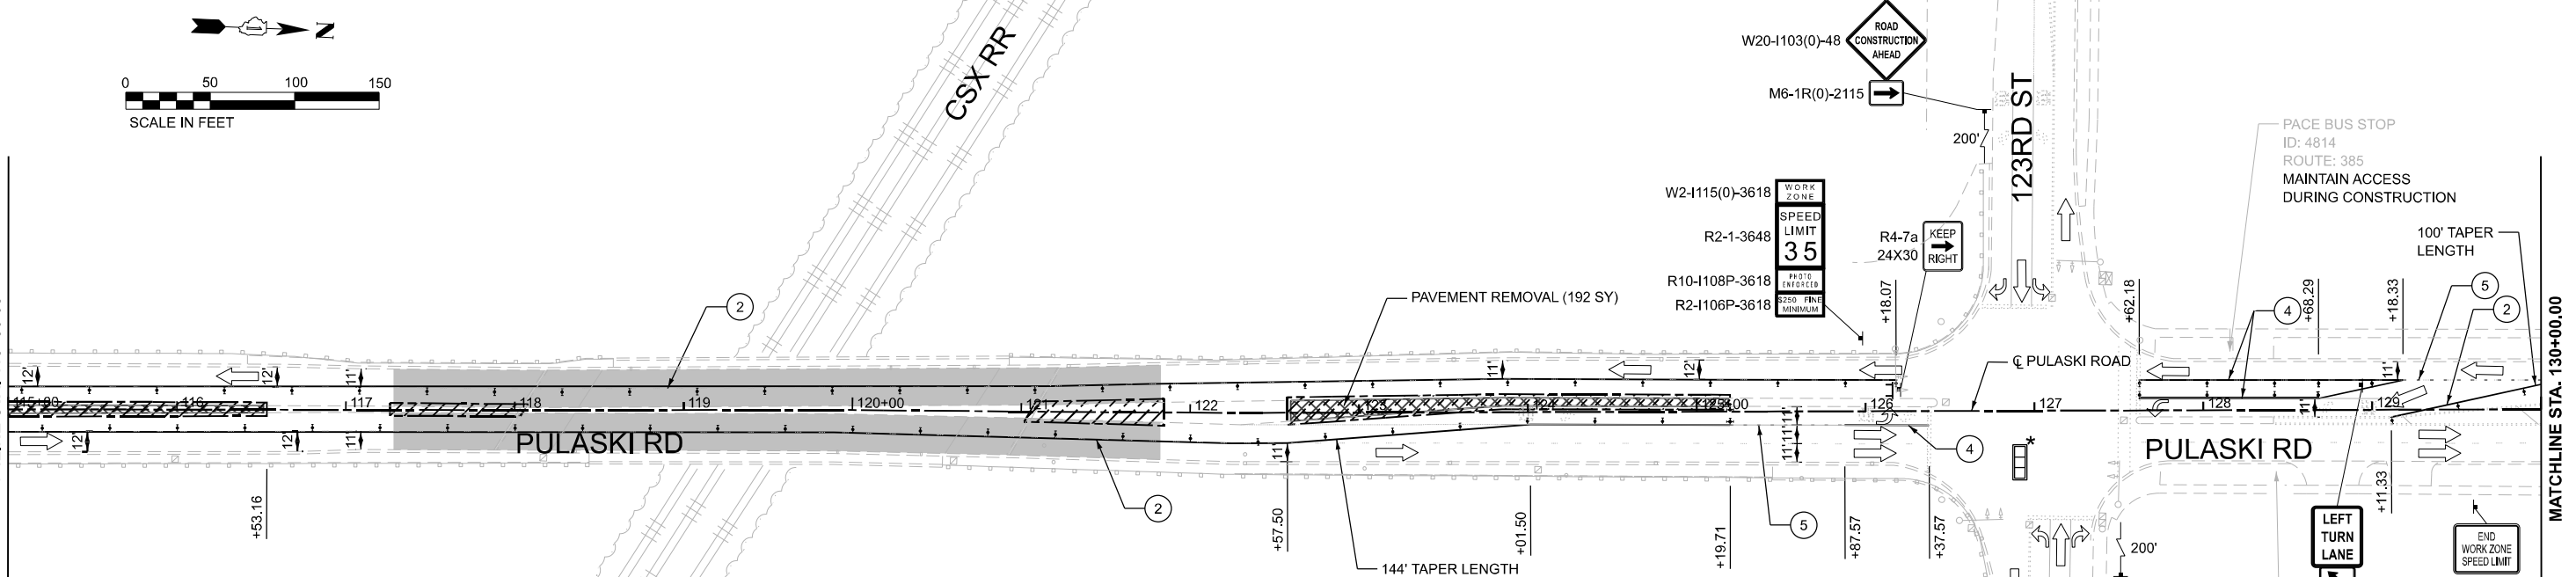 N
0 50 100 150
SCALE IN FEET
CSX RR
W20-I103(0)-48
ROAD
CONSTRUCTION
AHEAD
M6-1R(0)-2115
200'
123RD ST
W2-I115(0)-3618
WORK
ZONE
R2-1-3648
SPEED
LIMIT
35
R10-I108P-3618
PHOTO
ENFORCED
R2-I106P-3618
$250 FINE
MINIMUM
R4-7a
24X30
KEEP
RIGHT
PACE BUS STOP
ID: 4814
ROUTE: 385
MAINTAIN ACCESS
DURING CONSTRUCTION
100' TAPER
LENGTH
2
PAVEMENT REMOVAL (192 SY)
+18.07
+62.18
+68.29
+18.33
4
5
2
℄ PULASKI ROAD
MATCHLINE STA. 130+00.00
12'
12'
11'
11'
12'
11'
115+00 116 117 118 119 120+00 121 122 123 124 125+00 126 127 128 129
12'
12'
11'
11'
11'
11'
11'
11'
PULASKI RD
PULASKI RD
*
+53.16
2
+57.50
144' TAPER LENGTH
+01.50
+19.71
5
+87.57
+37.57
4
200'
+11.33
LEFT
TURN
LANE
END
WORK ZONE
SPEED LIMIT